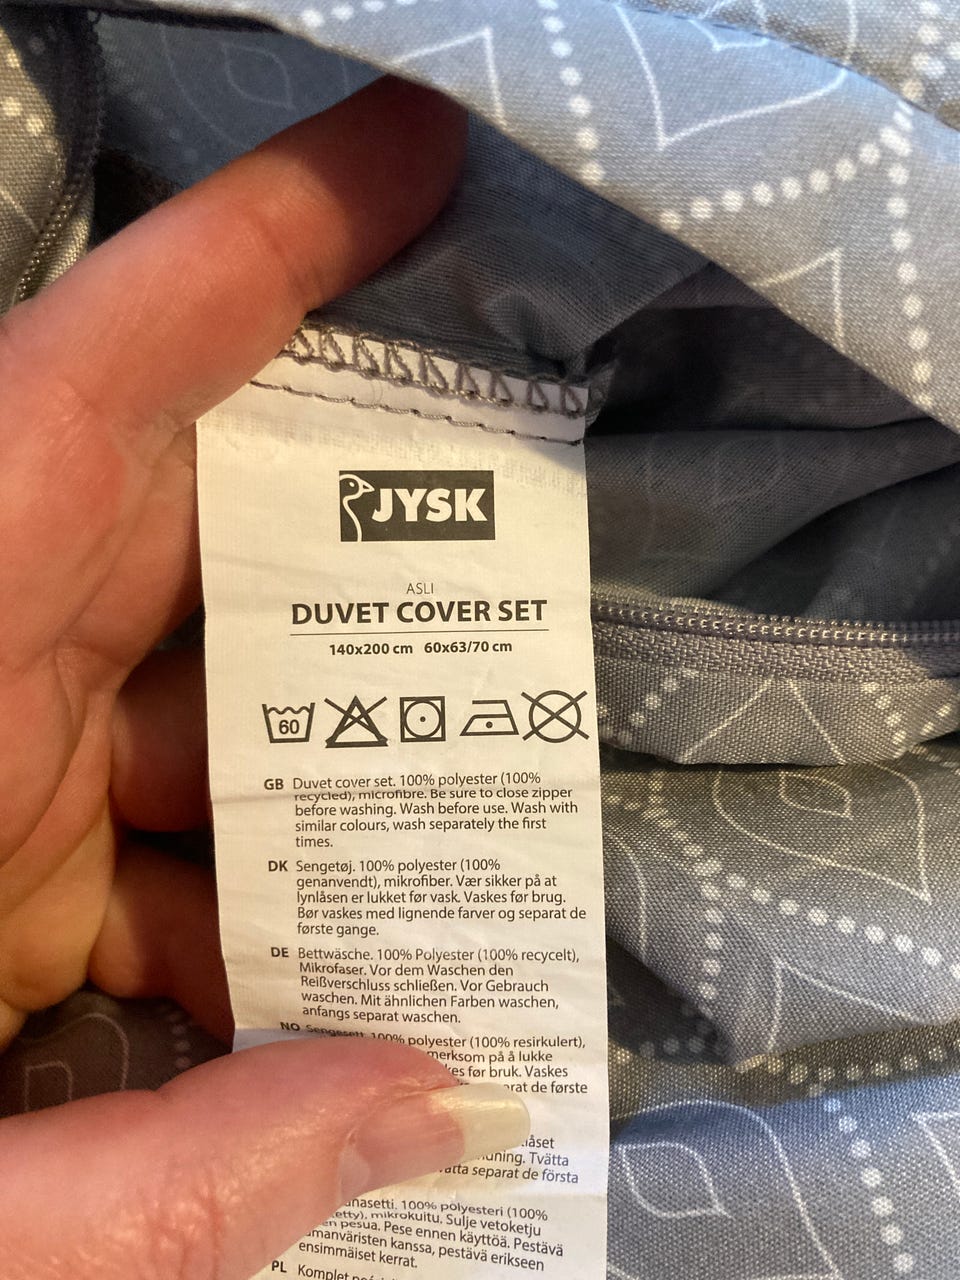 JYSK
ASLI
DUVET COVER SET
140x200 cm 60x63/70 cm
60
GB Duvet cover set. 100% polyester (100%
recycled), microfibre. Be sure to close zipper
before washing. Wash before use. Wash with
similar colours, wash separately the first
times.
DK Sengetøj. 100% polyester (100%
genanvendt), mikrofiber. Vær sikker på at
lynlåsen er lukket før vask. Vaskes før brug.
Bør vaskes med lignende farver og separat de
første gange.
DE Bettwäsche. 100% Polyester (100% recycelt),
Mikrofaser. Vor dem Waschen den
Reißverschluss schließen. Vor Gebrauch
waschen. Mit ähnlichen Farben waschen,
anfangs separat waschen.
NO Sengesett. 100% polyester (100% resirkulert),
på å lukke
før bruk. Vaskes
de første
Tvätta
separat de första
100% polyesteri (100%
mikrokuitu. Sulje vetoketju
pesua. Pese ennen käyttöä. Pestävä
kanssa, pestävä erikseen
ensimmäiset kerrat.
PL Komplet